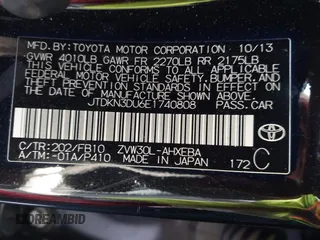 MFD.BY:TOYOTA MOTOR CORPORATION 10/13
GVWR 4010LB GAWR FR 2270LB RR 2175LB
THIS VEHICLE CONFORMS TO ALL APPLICABLE
FEDERAL MOTOR VEHICLE SAFETY, BUMPER, AND
THEFT PREVENTION STANDARDS IN EFFECT ON
THE DATE OF MANUFACTURE SHOWN ABOVE.
JTDKN3DU6E1740808 PASS.CAR
C/TR:202/FB10 ZVW30L-AHXEBA
A/TM:-01A/P410 MADE IN JAPAN 172 C
TOYOTA
DREAMBID